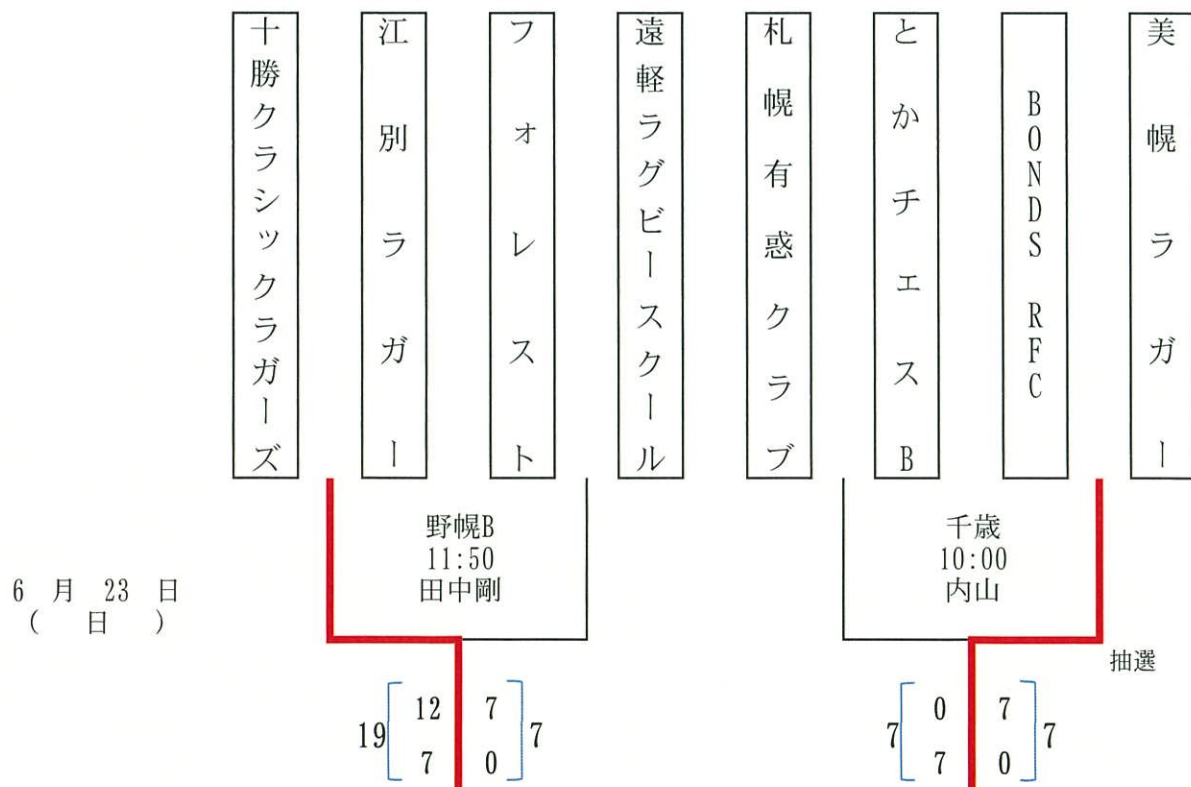 十勝クラシックラガーズ
江別ラガー
フォレスト
遠軽ラグビースクール
札幌有惑クラブ
とかチェスB
BONDS RFC
美幌ラガー
野幌B
11:50
田中剛
千歳
10:00
内山
6 月 23 日
( 日 )
抽選
19 12 7 7
7 0
7 0 7 7
7 0